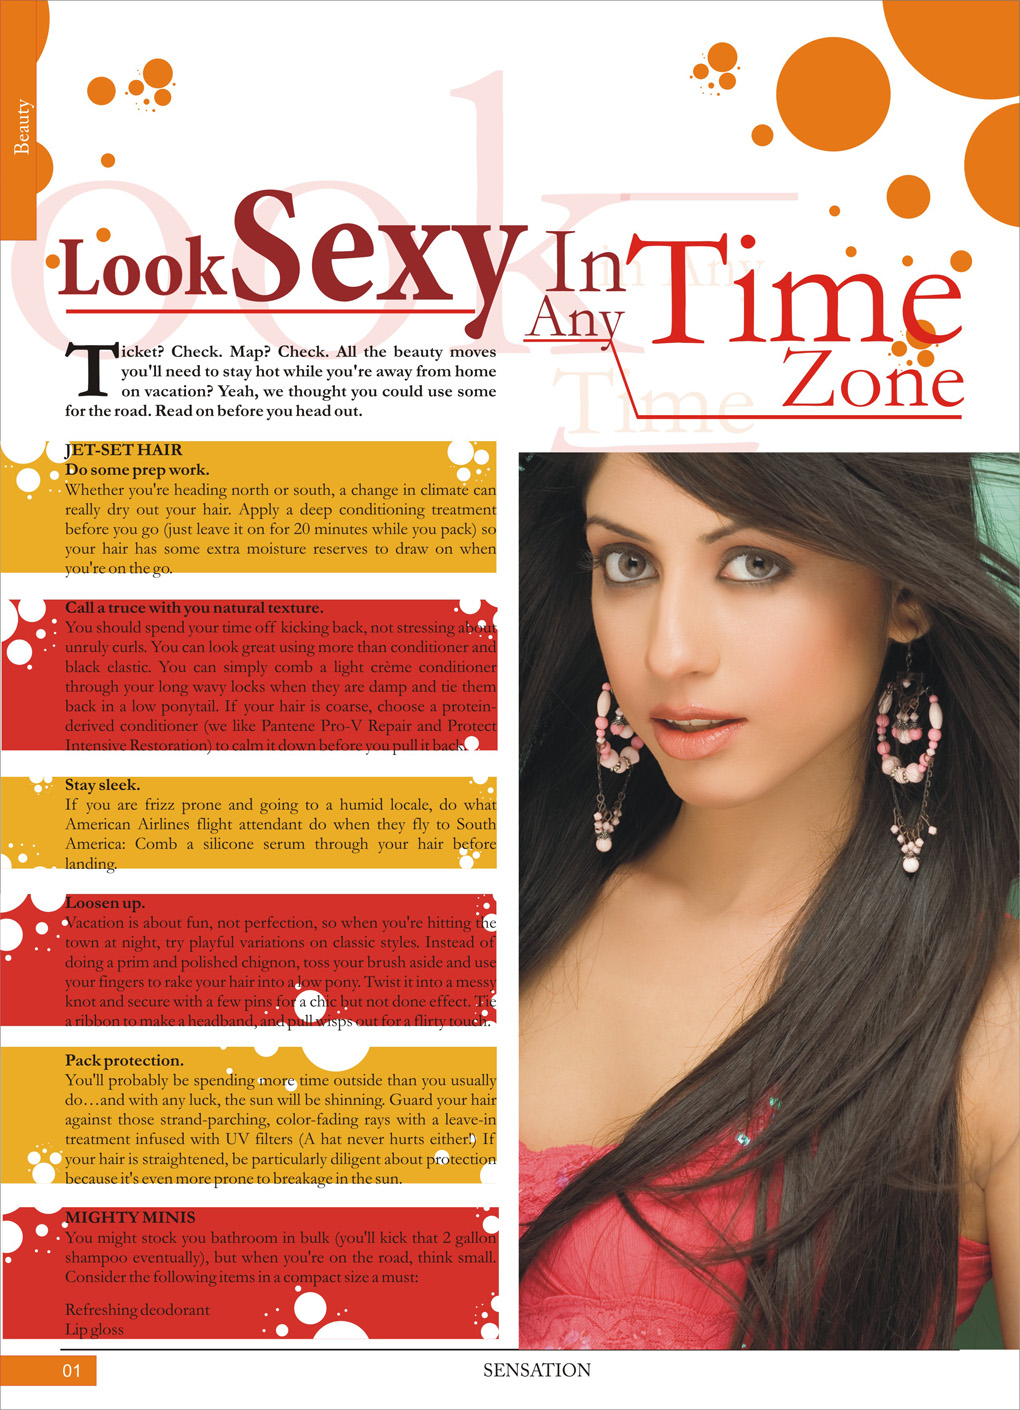 Beauty
Look Sexy In Any Time Zone
ook
in Any
Time
Ticket? Check. Map? Check. All the beauty moves
you'll need to stay hot while you're away from home
on vacation? Yeah, we thought you could use some
for the road. Read on before you head out.
JET-SET HAIR
Do some prep work.
Whether you're heading north or south, a change in climate can
really dry out your hair. Apply a deep conditioning treatment
before you go (just leave it on for 20 minutes while you pack) so
your hair has some extra moisture reserves to draw on when
you're on the go.
Call a truce with you natural texture.
You should spend your time off kicking back, not stressing about
unruly curls. You can look great using more than conditioner and
black elastic. You can simply comb a light crème conditioner
through your long wavy locks when they are damp and tie them
back in a low ponytail. If your hair is coarse, choose a protein-
derived conditioner (we like Pantene Pro-V Repair and Protect
Intensive Restoration) to calm it down before you pull it back.
Stay sleek.
If you are frizz prone and going to a humid locale, do what
American Airlines flight attendant do when they fly to South
America: Comb a silicone serum through your hair before
landing.
Loosen up.
Vacation is about fun, not perfection, so when you're hitting the
town at night, try playful variations on classic styles. Instead of
doing a prim and polished chignon, toss your brush aside and use
your fingers to rake your hair into a low pony. Twist it into a messy
knot and secure with a few pins for a chic but not done effect. Tie
a ribbon to make a headband, and pull wisps out for a flirty touch.
Pack protection.
You'll probably be spending more time outside than you usually
do…and with any luck, the sun will be shinning. Guard your hair
against those strand-parching, color-fading rays with a leave-in
treatment infused with UV filters (A hat never hurts either!) If
your hair is straightened, be particularly diligent about protection
because it's even more prone to breakage in the sun.
MIGHTY MINIS
You might stock you bathroom in bulk (you'll kick that 2 gallon
shampoo eventually), but when you're on the road, think small.
Consider the following items in a compact size a must:
Refreshing deodorant
Lip gloss
01
SENSATION